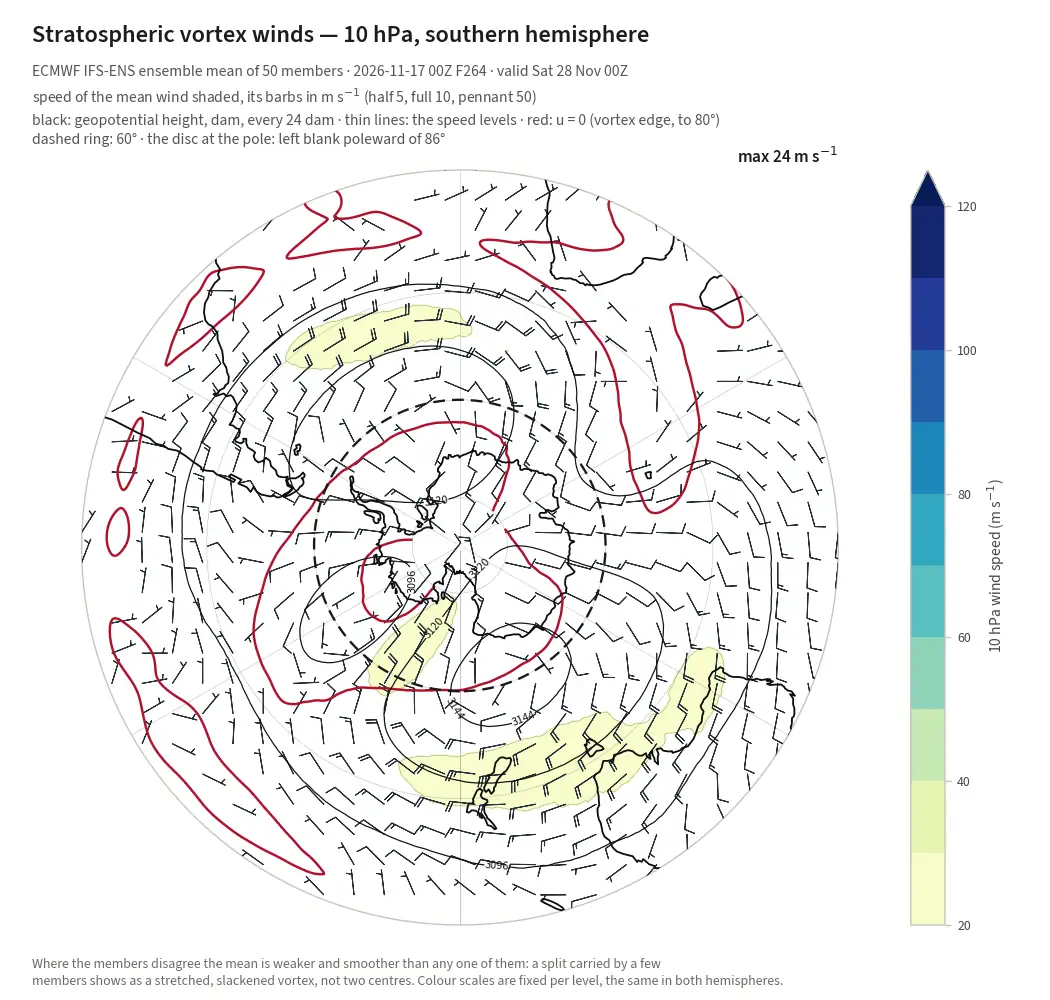 Stratospheric vortex winds — 10 hPa, southern hemisphere
ECMWF IFS-ENS ensemble mean of 50 members · 2026-11-17 00Z F264 · valid Sat 28 Nov 00Z
speed of the mean wind shaded, its barbs in m s⁻¹ (half 5, full 10, pennant 50)
black: geopotential height, dam, every 24 dam · thin lines: the speed levels · red: u = 0 (vortex edge, to 80°)
dashed ring: 60° · the disc at the pole: left blank poleward of 86°
max 24 m s⁻¹
120
100
80
60
40
20
10 hPa wind speed (m s⁻¹)
3120
3096
3120
3120
3144
3144
3096
Where the members disagree the mean is weaker and smoother than any one of them: a split carried by a few
members shows as a stretched, slackened vortex, not two centres. Colour scales are fixed per level, the same in both hemispheres.